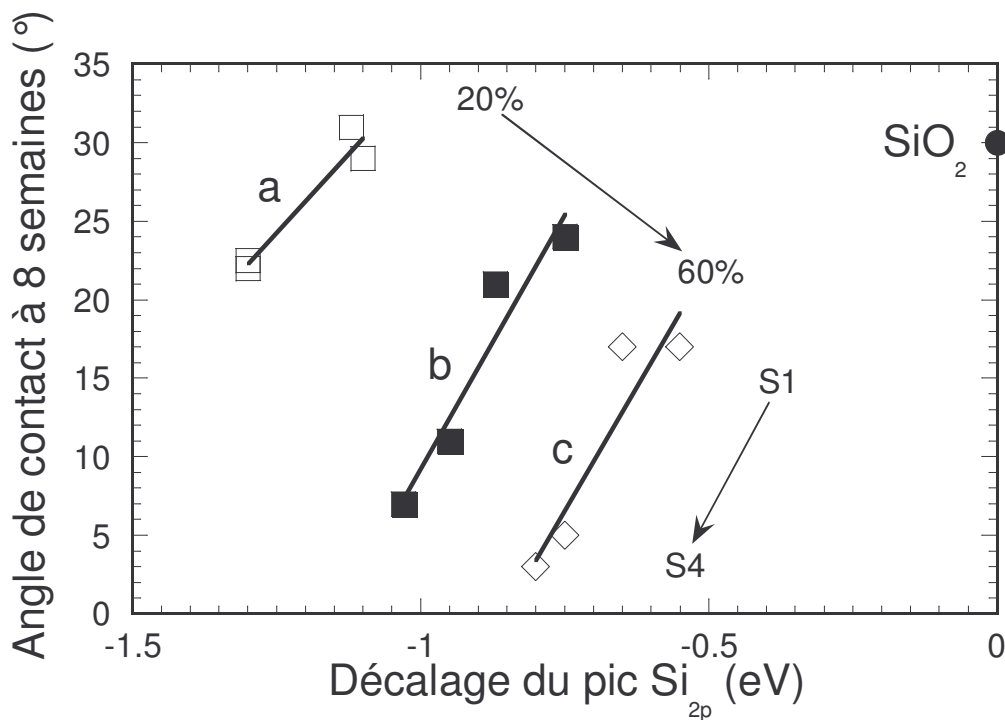 Angle de contact à 8 semaines (°)
35
30
25
20
15
10
5
0
20%
SiO2
a
60%
b
S1
c
S4
-1.5
-1
-0.5
0
Décalage du pic Si2p (eV)